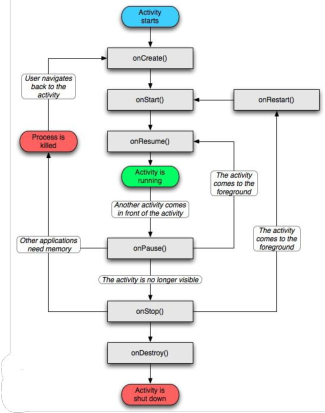 Activity
starts
onCreate()
User navigates
back to the
activity
onStart()
onRestart()
onResume()
Process is
killed
Activity is
running
The activity
comes to the
foreground
Another activity comes
in front of the activity
The activity
comes to the
foreground
Other applications
need memory
onPause()
The activity is no longer visible
onStop()
onDestroy()
Activity is
shut down